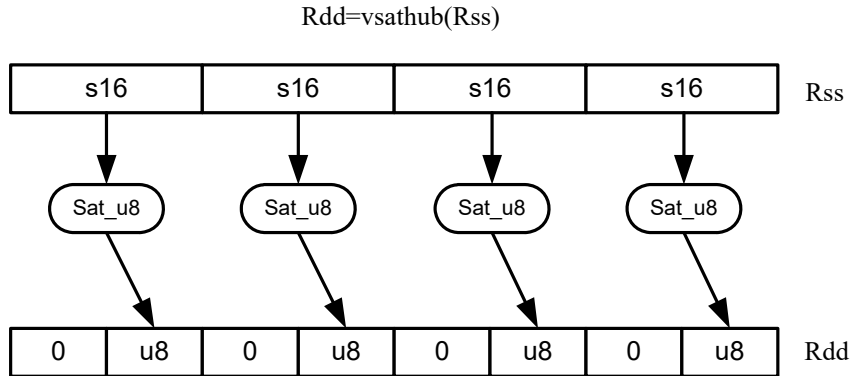 Rdd=vsathub(Rss)
s16 s16 s16 s16 Rss
Sat_u8 Sat_u8 Sat_u8 Sat_u8
0 u8 0 u8 0 u8 0 u8 Rdd